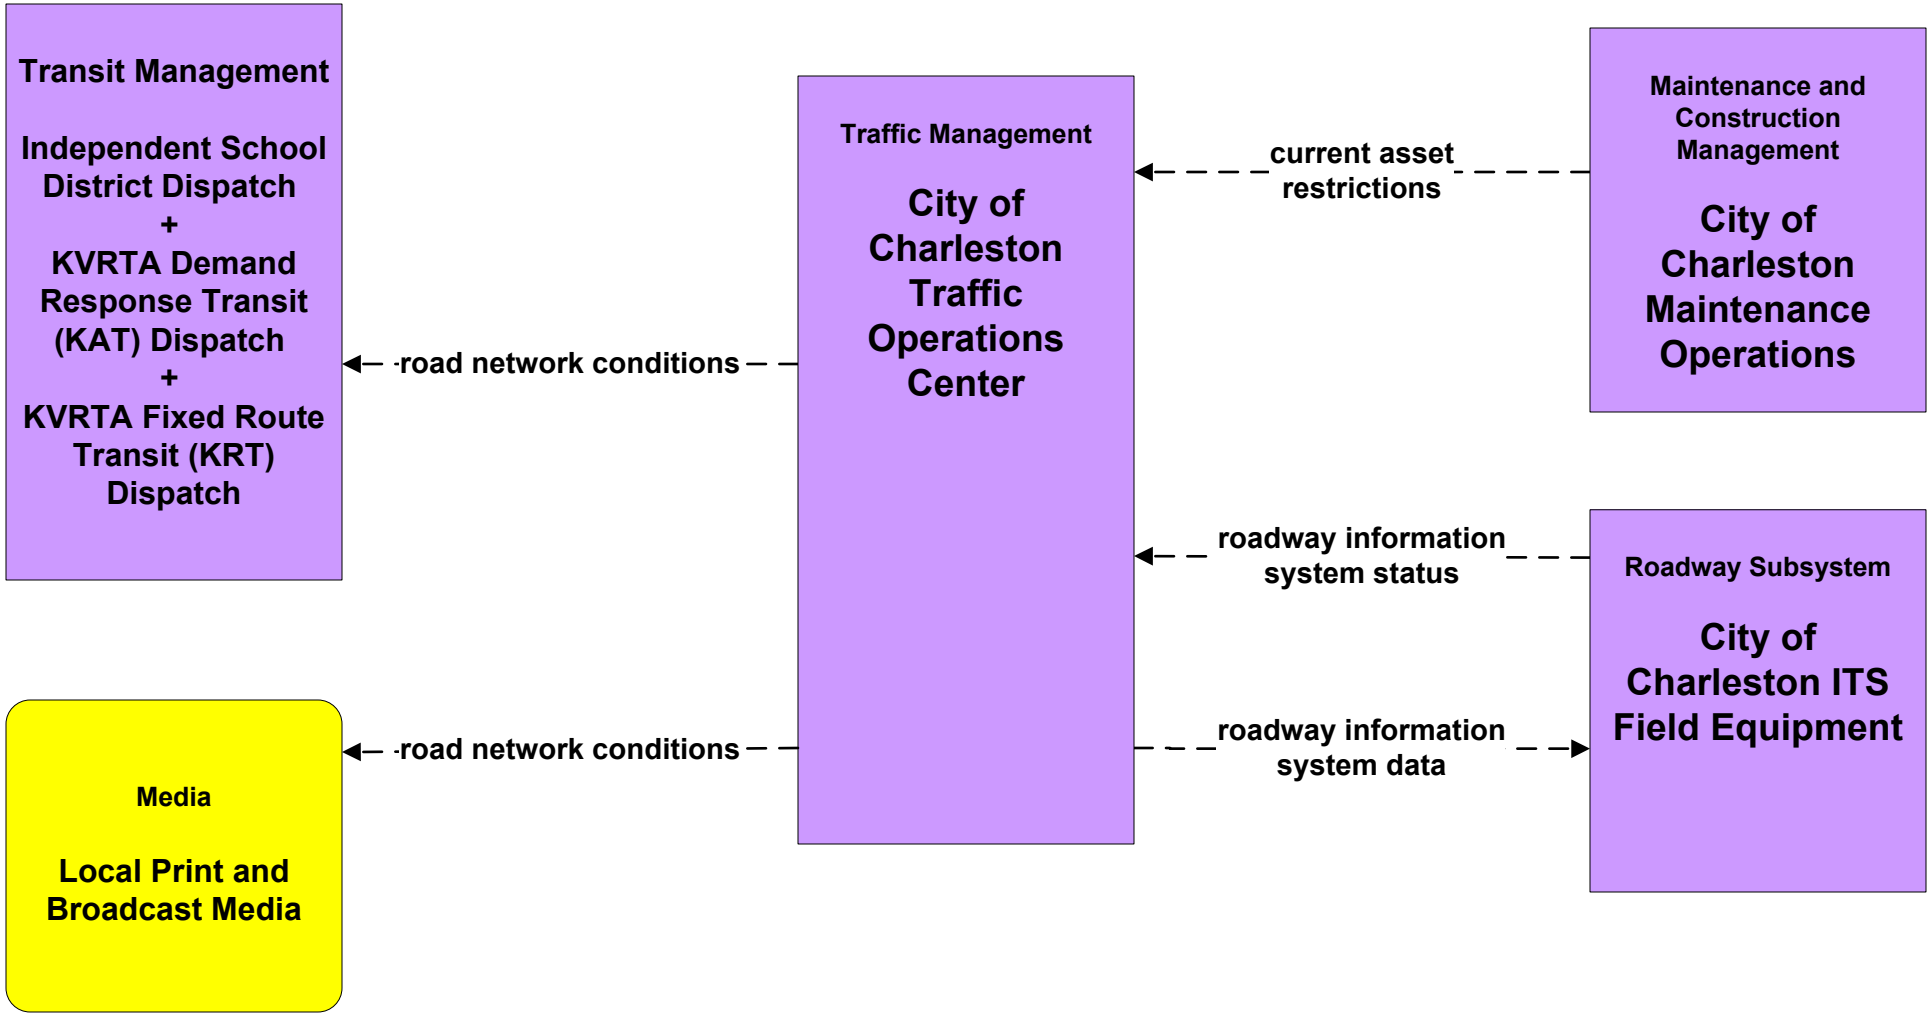 Transit Management
Independent School
District Dispatch
+
KVRTA Demand
Response Transit
(KAT) Dispatch
+
KVRTA Fixed Route
Transit (KRT)
Dispatch
Media
Local Print and
Broadcast Media
road network conditions
road network conditions
Traffic Management
City of
Charleston
Traffic
Operations
Center
current asset
restrictions
roadway information
system status
roadway information
system data
Maintenance and
Construction
Management
City of
Charleston
Maintenance
Operations
Roadway Subsystem
City of
Charleston ITS
Field Equipment